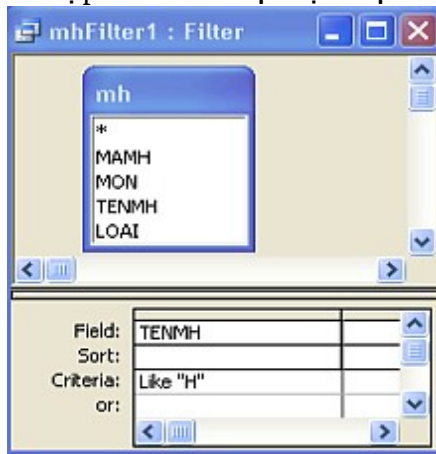 mhFilter1 : Filter
mh
*
MAMH
MON
TENMH
LOAI
Field: TENMH
Sort:
Criteria: Like "H"
or: